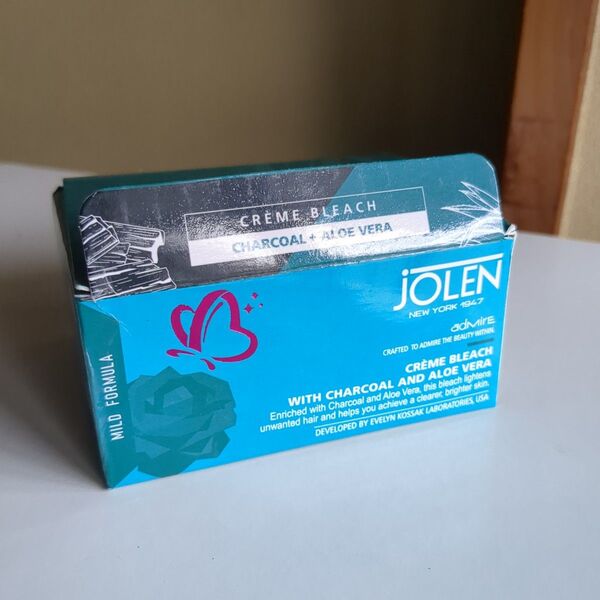 CRÈME BLEACH
CHARCOAL + ALOE VERA
JOLEN
NEW YORK 1947
admire
CRAFTED TO ADMIRE THE BEAUTY WITHIN.
CRÈME BLEACH
WITH CHARCOAL AND ALOE VERA
Enriched with Charcoal and Aloe Vera, this bleach lightens
unwanted hair and helps you achieve a clearer, brighter skin.
DEVELOPED BY EVELYN KOSSAK LABORATORIES, USA
MILD FORMULA